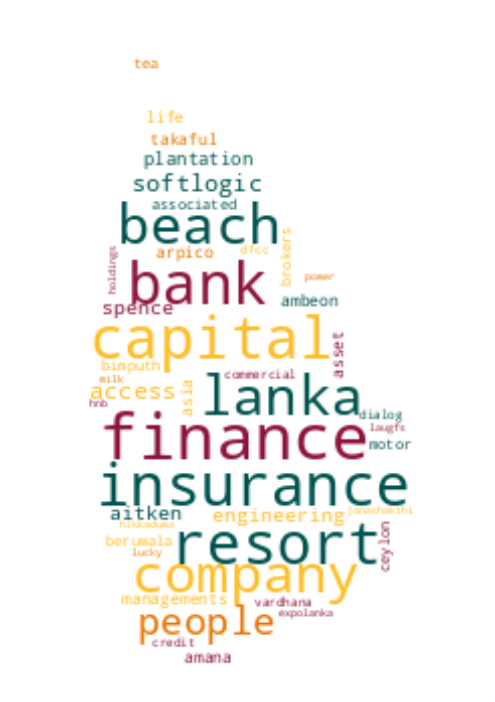 tea
life
takaful
plantation
softlogic
associated
beach
brokers
arpico dfcc
holdings
bank
power
ambeon
spence
capital
asset
bimputh
commercial
milk
asia
access
lanka
hnb
dialog
laugfs
finance
motor
insurance
aitken
engineering janashakthi
hikkaduwa
ceylon
resort
beruwala
lucky
company
managements
vardhana
expolanka
people
credit
amana